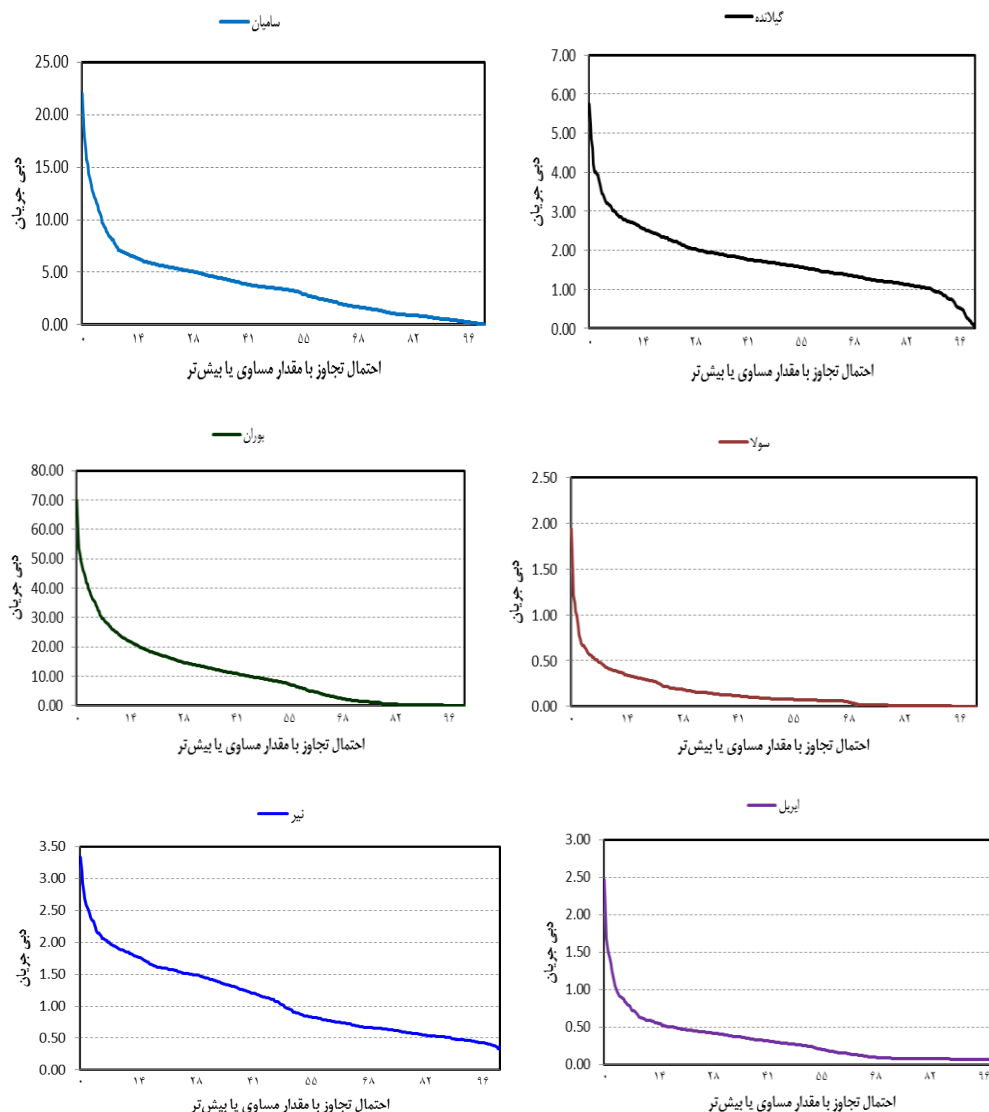 سامیان
25.00
20.00
15.00
10.00
5.00
0.00
دبی جریان
۰ ۱۴ ۲۸ ۴۱ ۵۵ ۶۸ ۸۲ ۹۶
احتمال تجاوز با مقدار مساوی یا بیش‌تر
گیلانده
7.00
6.00
5.00
4.00
3.00
2.00
1.00
0.00
دبی جریان
۰ ۱۴ ۲۸ ۴۱ ۵۵ ۶۸ ۸۲ ۹۶
احتمال تجاوز با مقدار مساوی یا بیش‌تر
بوران
80.00
70.00
60.00
50.00
40.00
30.00
20.00
10.00
0.00
دبی جریان
۰ ۱۴ ۲۸ ۴۱ ۵۵ ۶۸ ۸۲ ۹۶
احتمال تجاوز با مقدار مساوی یا بیش‌تر
سولا
2.50
2.00
1.50
1.00
0.50
0.00
دبی جریان
۰ ۱۴ ۲۸ ۴۱ ۵۵ ۶۸ ۸۲ ۹۶
احتمال تجاوز با مقدار مساوی یا بیش‌تر
نیر
3.50
3.00
2.50
2.00
1.50
1.00
0.50
0.00
دبی جریان
۰ ۱۴ ۲۸ ۴۱ ۵۵ ۶۸ ۸۲ ۹۶
احتمال تجاوز با مقدار مساوی یا بیش‌تر
ایریل
3.00
2.50
2.00
1.50
1.00
0.50
0.00
دبی جریان
۰ ۱۴ ۲۸ ۴۱ ۵۵ ۶۸ ۸۲ ۹۶
احتمال تجاوز با مقدار مساوی یا بیش‌تر